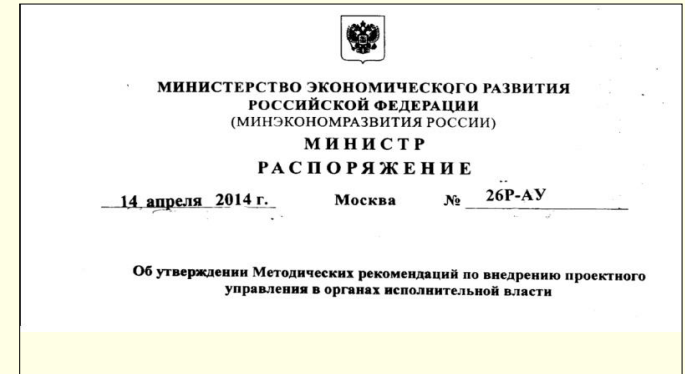 МИНИСТЕРСТВО ЭКОНОМИЧЕСКОГО РАЗВИТИЯ
РОССИЙСКОЙ ФЕДЕРАЦИИ
(МИНЭКОНОМРАЗВИТИЯ РОССИИ)
МИНИСТР
РАСПОРЯЖЕНИЕ
14 апреля 2014 г. Москва № 26Р-АУ
Об утверждении Методических рекомендаций по внедрению проектного
управления в органах исполнительной власти